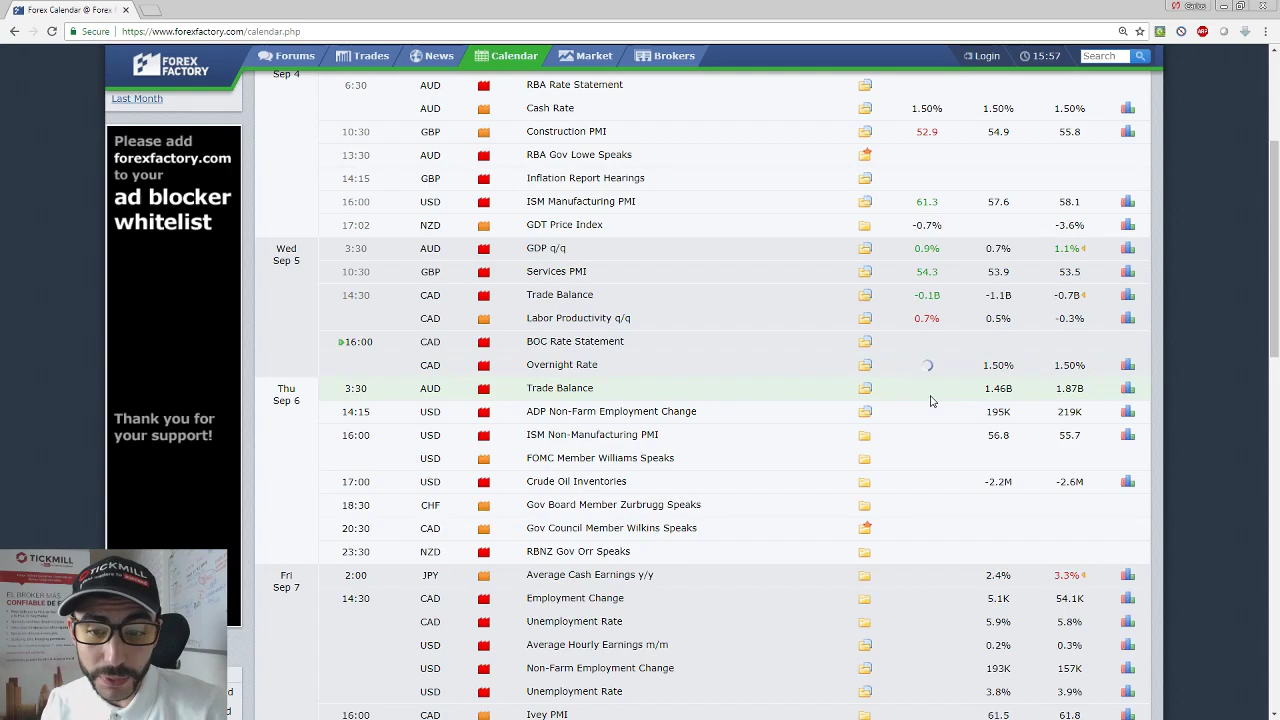 Forex Calendar @ Forex F
Carlos
Secure
https://www.forexfactory.com/calendar.php
FOREX
FACTORY
Forums
Trades
News
Calendar
Market
Brokers
Login
15:57
Search
Last Month
Please add
forexfactory.com
to your
ad blocker
whitelist
Thank you for
your support!
Sep 4
6:30 AUD RBA Rate Statement
AUD Cash Rate 1.50% 1.50% 1.50%
10:30 GBP Construction PMI 52.9 54.9 55.8
13:30 AUD RBA Gov Lowe Speaks
14:15 GBP Inflation Report Hearings
16:00 USD ISM Manufacturing PMI 61.3 57.6 58.1
17:02 NZD GDT Price Index -0.7% -3.6%
Wed
Sep 5
3:30 AUD GDP q/q 0.9% 0.7% 1.1%
10:30 GBP Services PMI 54.3 53.9 53.5
14:30 CAD Trade Balance -0.1B -1.1B -0.7B
CAD Labor Productivity q/q 0.7% 0.5% -0.3%
16:00 CAD BOC Rate Statement
CAD Overnight Rate 1.50% 1.50%
Thu
Sep 6
3:30 AUD Trade Balance 1.46B 1.87B
14:15 USD ADP Non-Farm Employment Change 194K 219K
16:00 USD ISM Non-Manufacturing PMI 56.8 55.7
USD FOMC Member Williams Speaks
17:00 USD Crude Oil Inventories -2.6M
18:30 CHF Gov Board Member Zurbrugg Speaks
20:30 CAD Gov Council Member Wilkins Speaks
23:30 NZD RBNZ Gov Orr Speaks
Fri
Sep 7
2:00 JPY Average Cash Earnings y/y 2.4% 3.3%
14:30 CAD Employment Change 5.1K 54.1K
CAD Unemployment Rate 5.9% 5.8%
USD Average Hourly Earnings m/m 0.2% 0.3%
USD Non-Farm Employment Change 193K 157K
USD Unemployment Rate 3.9%
16:00 CAD Ivey PMI 61.5 61.8
TICKMILL
EL BROKER MÁS
CONFIABLE DE
TICKMILL